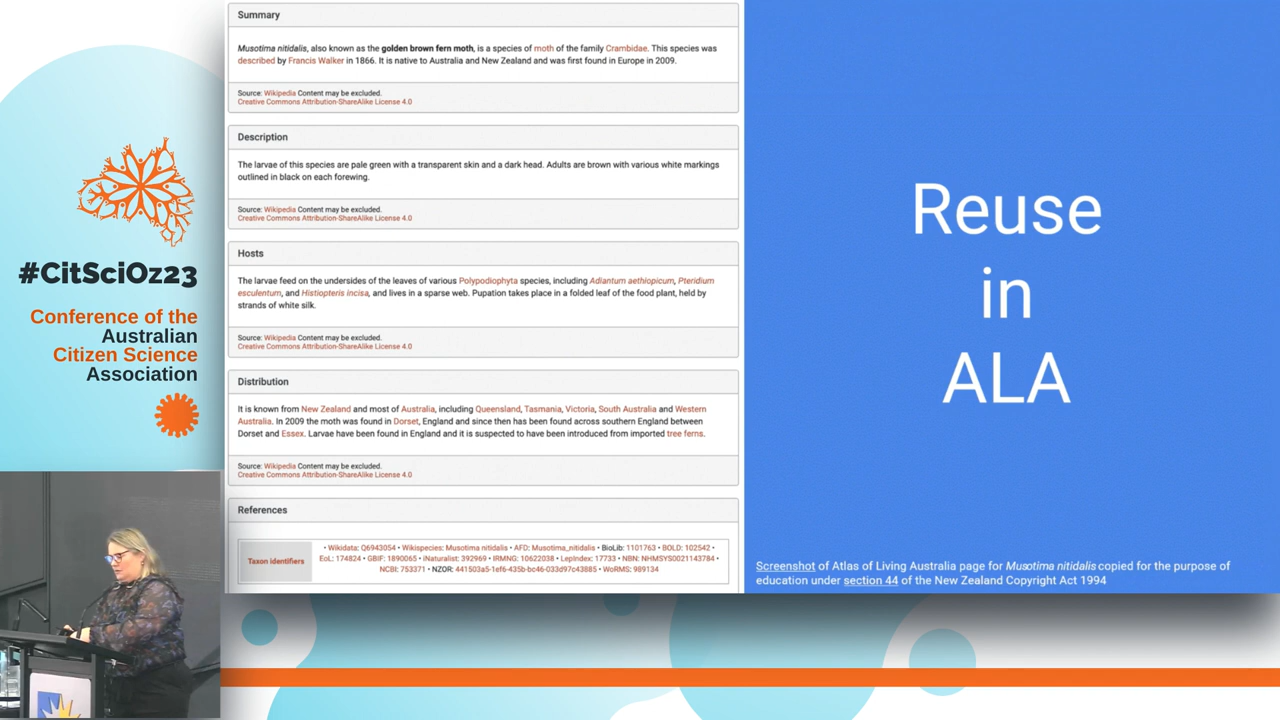 #CitSciOz23
Conference of the
Australian
Citizen Science
Association
Summary
Musotima nitidalis, also known as the golden brown fern moth, is a species of moth of the family Crambidae. This species was
described by Francis Walker in 1866. It is native to Australia and New Zealand and was first found in Europe in 2009.
Source: Wikipedia Content may be excluded.
Creative Commons Attribution-ShareAlike License 4.0
Description
The larvae of this species are pale green with a transparent skin and a dark head. Adults are brown with various white markings
outlined in black on each forewing.
Source: Wikipedia Content may be excluded.
Creative Commons Attribution-ShareAlike License 4.0
Hosts
The larvae feed on the undersides of the leaves of various Polypodiophyta species, including Adiantum aethiopicum, Pteridium
esculentum, and Histiopteris incisa, and lives in a sparse web. Pupation takes place in a folded leaf of the food plant, held by
strands of white silk.
Source: Wikipedia Content may be excluded.
Creative Commons Attribution-ShareAlike License 4.0
Distribution
It is known from New Zealand and most of Australia, including Queensland, Tasmania, Victoria, South Australia and Western
Australia. In 2009 the moth was found in Dorset, England and since then has been found across southern England between
Dorset and Essex. Larvae have been found in England and it is suspected to have been introduced from imported tree ferns.
Source: Wikipedia Content may be excluded.
Creative Commons Attribution-ShareAlike License 4.0
References
Taxon identifiers
• Wikidata: Q6943054 • Wikispecies: Musotima nitidalis • AFD: Musotima_nitidalis • BioLib: 1101763 • BOLD: 102542 •
EoL: 174824 • GBIF: 1890065 • iNaturalist: 392969 • IRMNG: 10622038 • LepIndex: 17733 • NBN: NHMSYS0021143784 •
NCBI: 753371 • NZOR: 441503a5-1ef6-435b-bc46-033d97c43885 • WoRMS: 989134
Reuse
in
ALA
Screenshot of Atlas of Living Australia page for Musotima nitidalis copied for the purpose of
education under section 44 of the New Zealand Copyright Act 1994